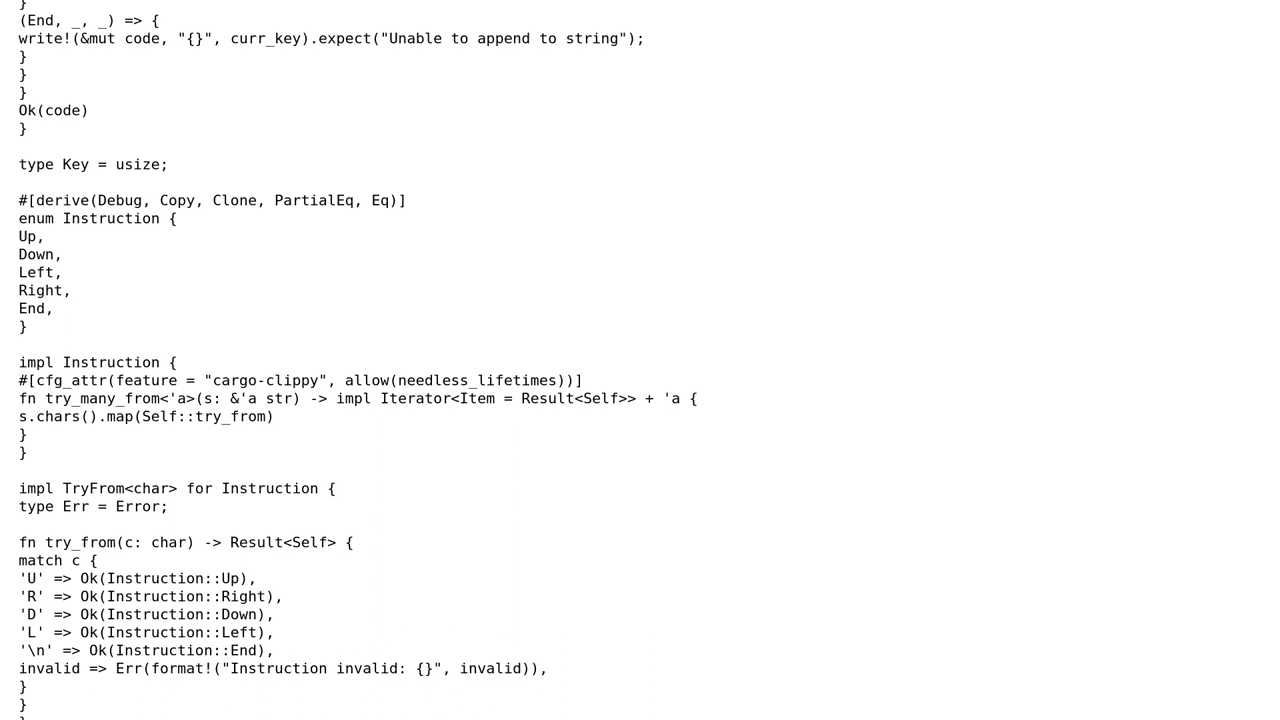 }
(End, _, _) => {
write!(&mut code, "{}", curr_key).expect("Unable to append to string");
}
}
}
Ok(code)
}

type Key = usize;

#[derive(Debug, Copy, Clone, PartialEq, Eq)]
enum Instruction {
Up,
Down,
Left,
Right,
End,
}

impl Instruction {
#[cfg_attr(feature = "cargo-clippy", allow(needless_lifetimes))]
fn try_many_from<'a>(s: &'a str) -> impl Iterator<Item = Result<Self>> + 'a {
s.chars().map(Self::try_from)
}
}

impl TryFrom<char> for Instruction {
type Err = Error;

fn try_from(c: char) -> Result<Self> {
match c {
'U' => Ok(Instruction::Up),
'R' => Ok(Instruction::Right),
'D' => Ok(Instruction::Down),
'L' => Ok(Instruction::Left),
'\n' => Ok(Instruction::End),
invalid => Err(format!("Instruction invalid: {}", invalid)),
}
}
}